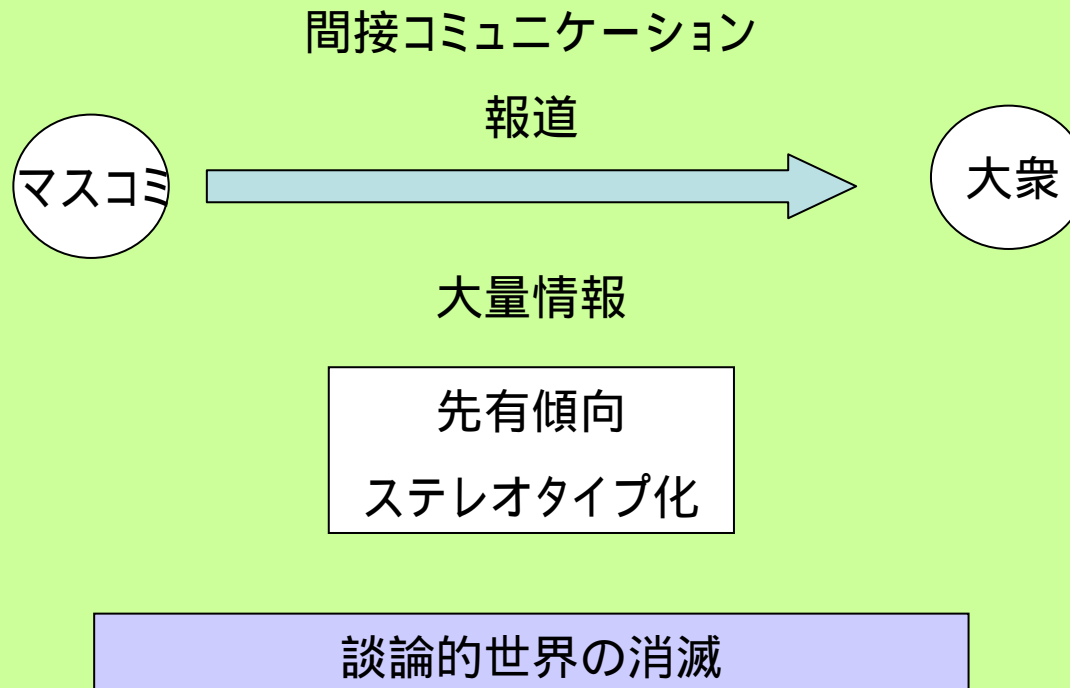 間接コミュニケーション
報道
マスコミ
大衆
大量情報
先有傾向
ステレオタイプ化
談論的世界の消滅